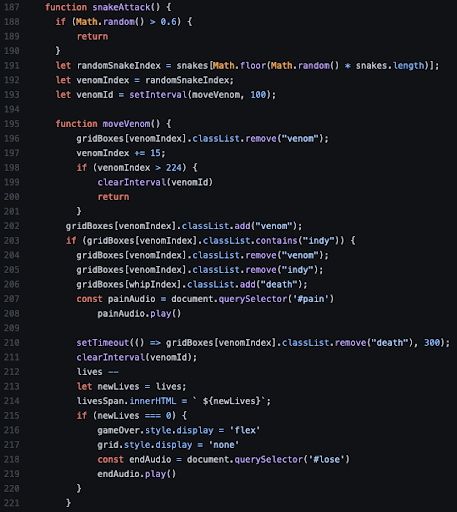 187 function snakeAttack() {
188 if (Math.random() > 0.6) {
189 return
190 }
191 let randomSnakeIndex = snakes[Math.floor(Math.random() * snakes.length)];
192 let venomIndex = randomSnakeIndex;
193 let venomId = setInterval(moveVenom, 100);
194
195 function moveVenom() {
196 gridBoxes[venomIndex].classList.remove("venom");
197 venomIndex += 15;
198 if (venomIndex > 224) {
199 clearInterval(venomId)
200 return
201 }
202 gridBoxes[venomIndex].classList.add("venom");
203 if (gridBoxes[venomIndex].classList.contains("indy")) {
204 gridBoxes[venomIndex].classList.remove("venom");
205 gridBoxes[venomIndex].classList.remove("indy");
206 gridBoxes[whipIndex].classList.add("death");
207 const painAudio = document.querySelector('#pain')
208 painAudio.play()
209
210 setTimeout(() => gridBoxes[venomIndex].classList.remove("death"), 300);
211 clearInterval(venomId);
212 lives --
213 let newLives = lives;
214 livesSpan.innerHTML = ` ${newLives}`;
215 if (newLives === 0) {
216 gameOver.style.display = 'flex'
217 grid.style.display = 'none'
218 const endAudio = document.querySelector('#lose')
219 endAudio.play()
220 }
221 }